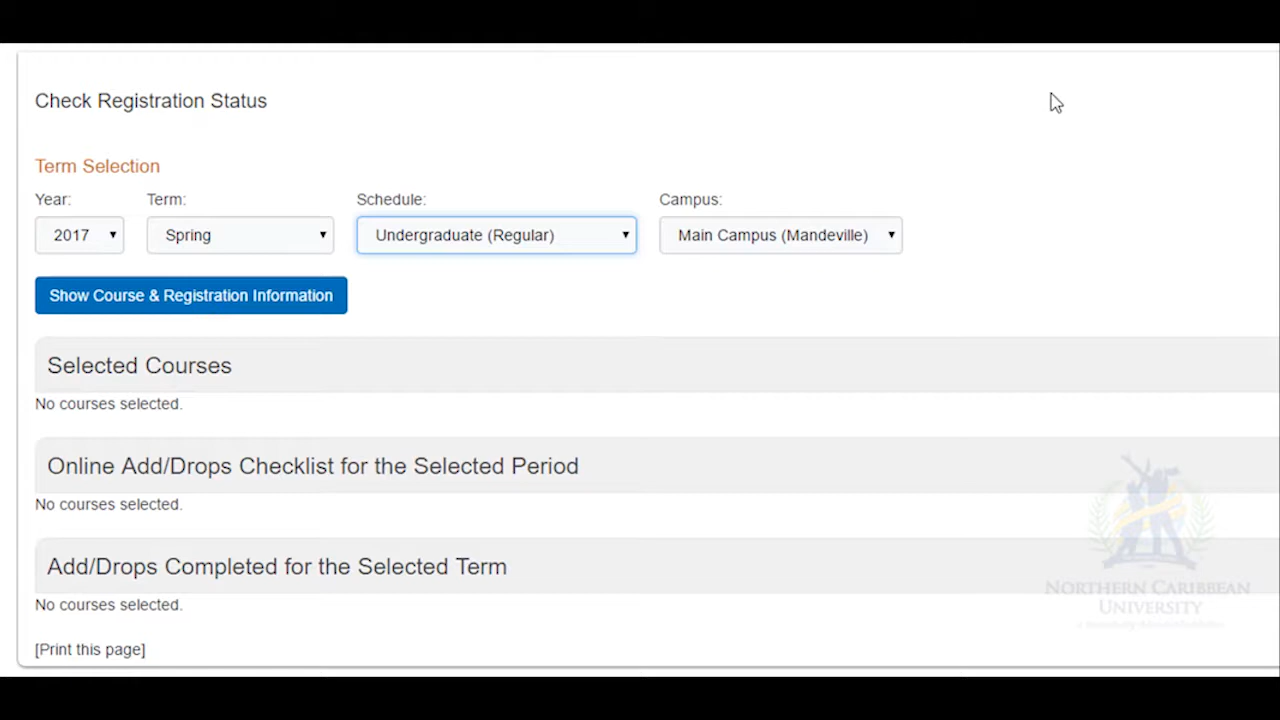 Check Registration Status
Term Selection
Year: Term: Schedule: Campus:
2017 Spring Undergraduate (Regular) Main Campus (Mandeville)
Show Course & Registration Information
Selected Courses
No courses selected.
Online Add/Drops Checklist for the Selected Period
No courses selected.
Add/Drops Completed for the Selected Term
No courses selected.
[Print this page]
NORTHERN CARIBBEAN
UNIVERSITY